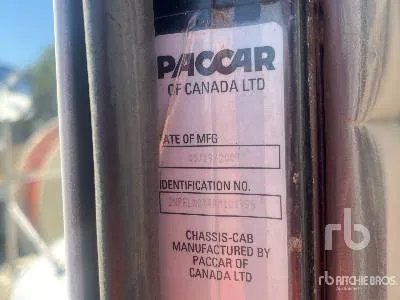 PACCAR
OF CANADA LTD
ATE OF MFG
IDENTIFICATION NO.
CHASSIS-CAB
MANUFACTURED BY
PACCAR OF
CANADA LTD
rb
rb RITCHIE BROS.